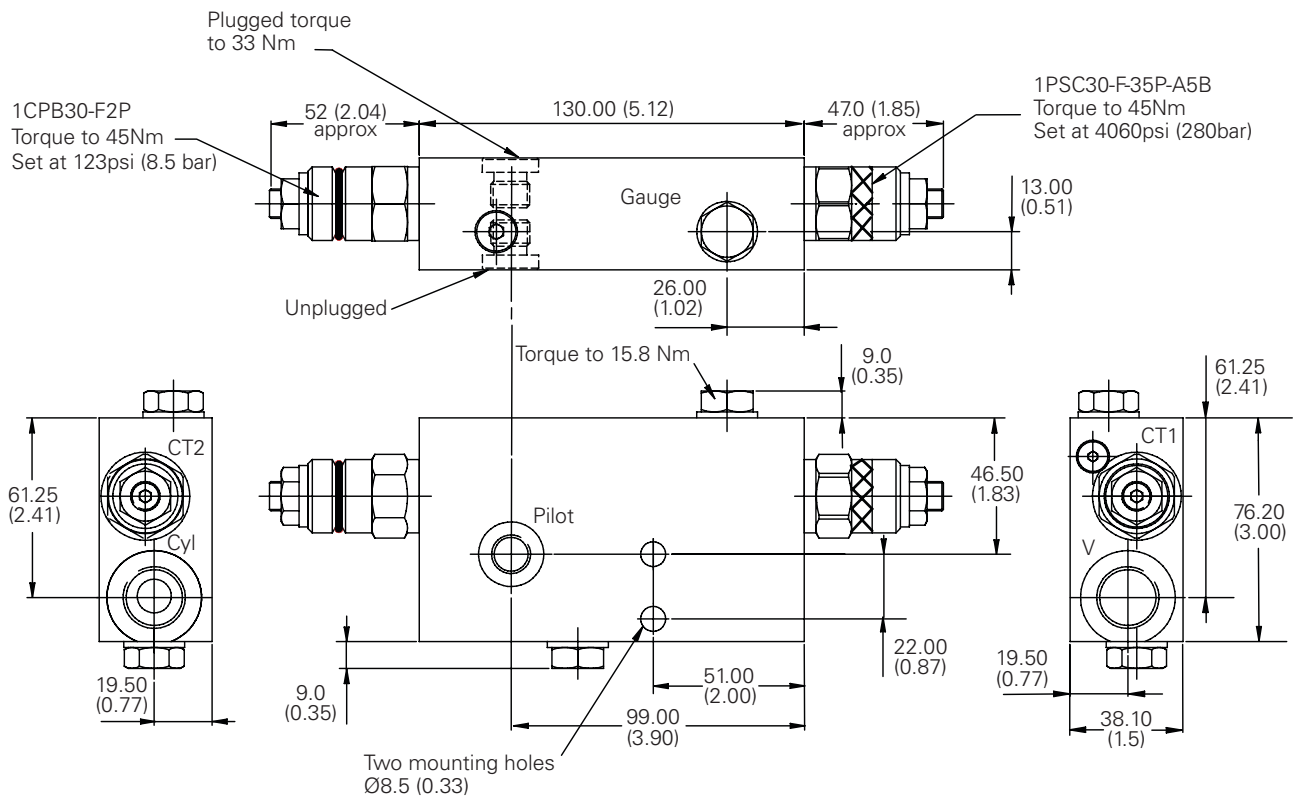 Plugged torque
to 33 Nm
1CPB30-F2P
Torque to 45Nm
Set at 123psi (8.5 bar)
52 (2.04)
approx
130.00 (5.12)
47.0 (1.85)
approx
1PSC30-F-35P-A5B
Torque to 45Nm
Set at 4060psi (280bar)
Gauge
13.00
(0.51)
Unplugged
26.00
(1.02)
Torque to 15.8 Nm
9.0
(0.35)
61.25
(2.41)
CT2
CT1
61.25
(2.41)
46.50
(1.83)
76.20
(3.00)
Pilot
Cyl
V
19.50
(0.77)
9.0
(0.35)
22.00
(0.87)
51.00
(2.00)
99.00
(3.90)
19.50
(0.77)
38.10
(1.5)
Two mounting holes
Ø8.5 (0.33)